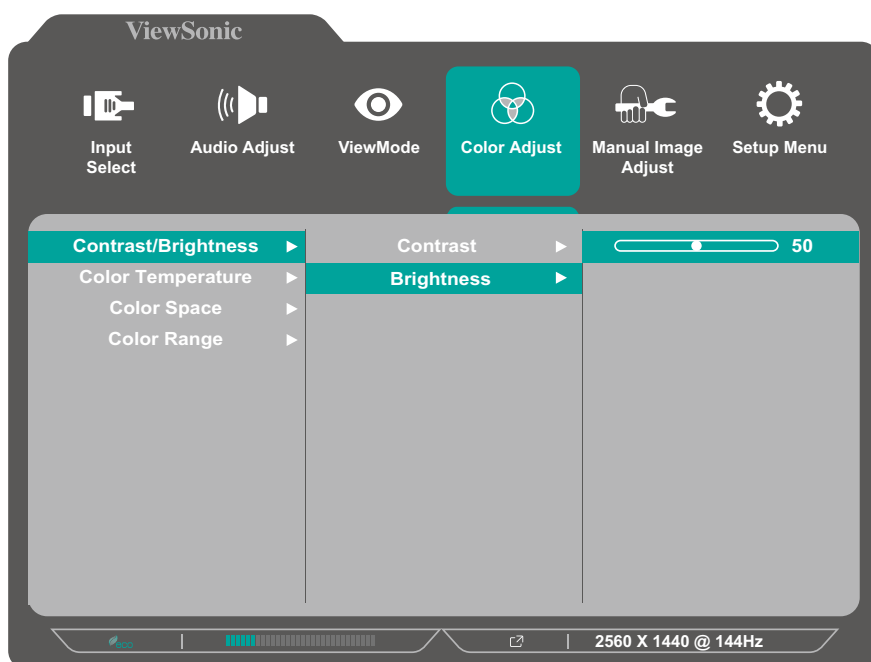 ViewSonic
Input
Select
Audio Adjust
ViewMode
Color Adjust
Manual Image
Adjust
Setup Menu
Contrast/Brightness
Color Temperature
Color Space
Color Range
Contrast
Brightness
50
eco
2560 X 1440 @ 144Hz